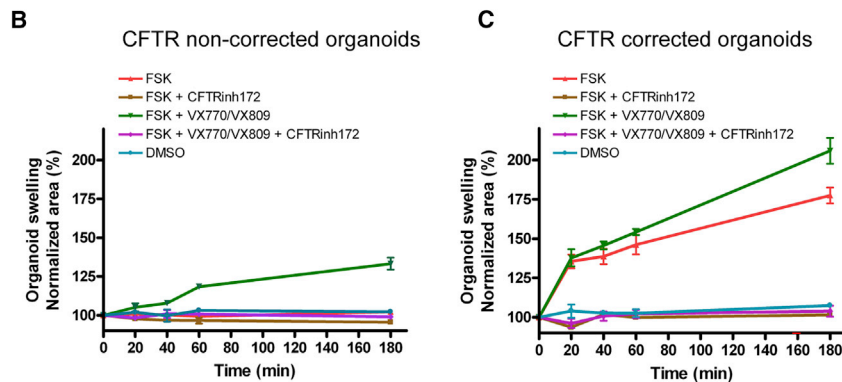 B
CFTR non-corrected organoids
FSK
FSK + CFTRinh172
FSK + VX770/VX809
FSK + VX770/VX809 + CFTRinh172
DMSO
Organoid swelling
Normalized area (%)
200
175
150
125
100
0 20 40 60 80 100 120 140 160 180
Time (min)
C
CFTR corrected organoids
FSK
FSK + CFTRinh172
FSK + VX770/VX809
FSK + VX770/VX809 + CFTRinh172
DMSO
Organoid swelling
Normalized area (%)
200
175
150
125
100
0 20 40 60 80 100 120 140 160 180
Time (min)